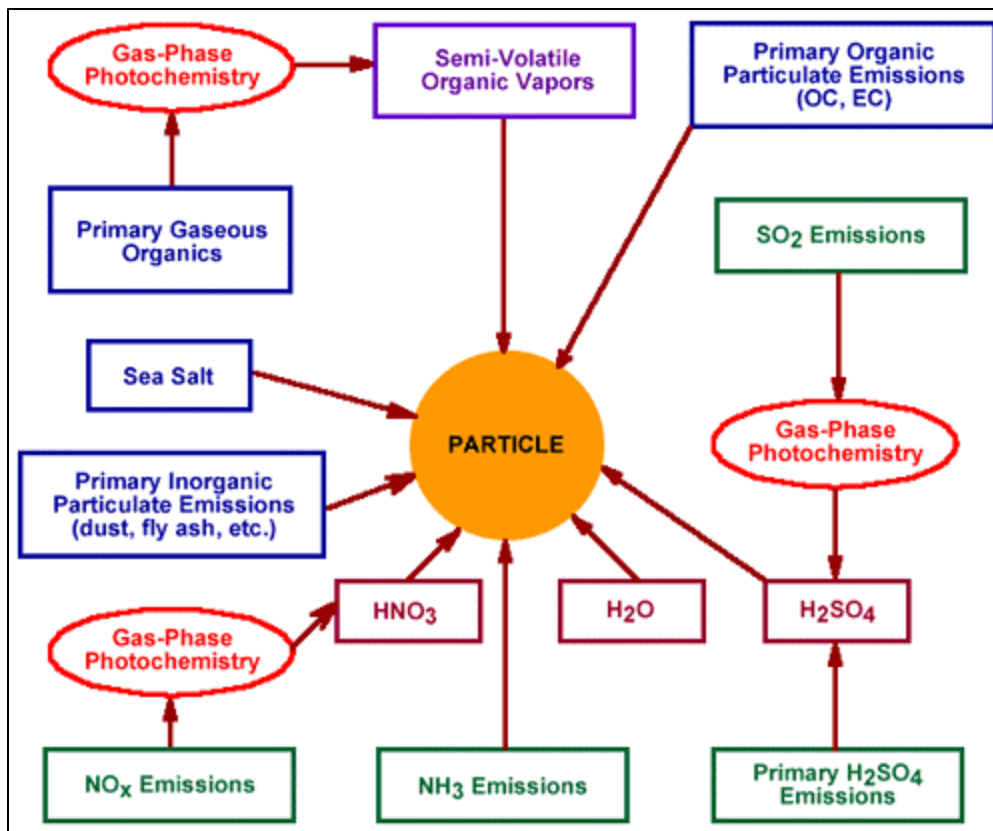 Gas-Phase
Photochemistry
Semi-Volatile
Organic Vapors
Primary Organic
Particulate Emissions
(OC, EC)
Primary Gaseous
Organics
SO₂ Emissions
Sea Salt
PARTICLE
Gas-Phase
Photochemistry
Primary Inorganic
Particulate Emissions
(dust, fly ash, etc.)
HNO₃
H₂O
H₂SO₄
Gas-Phase
Photochemistry
NOₓ Emissions
NH₃ Emissions
Primary H₂SO₄
Emissions